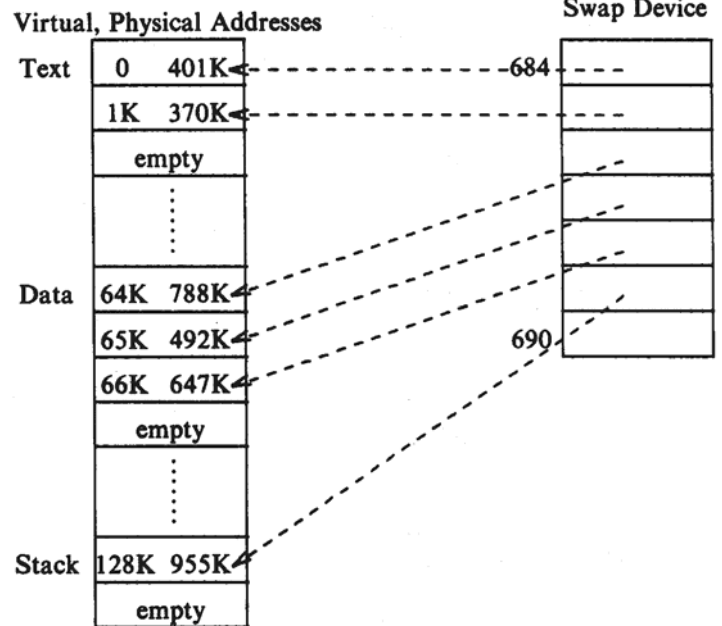 Swap Device
Virtual, Physical Addresses
Text 0 401K 684
1K 370K
empty
Data 64K 788K
65K 492K 690
66K 647K
empty
Stack 128K 955K
empty